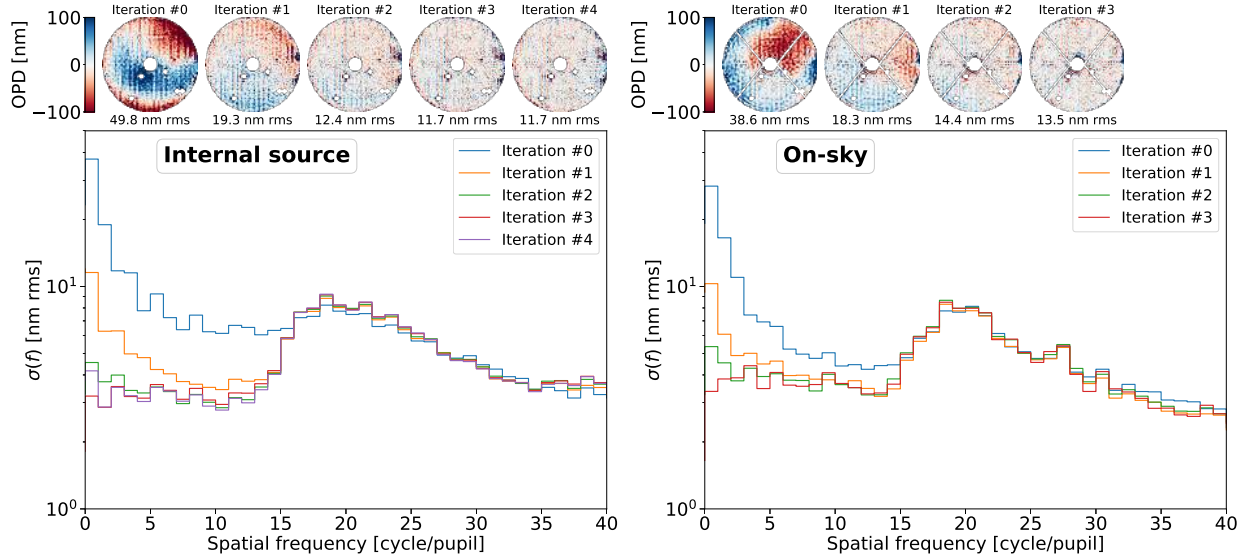 Iteration #0 Iteration #1 Iteration #2 Iteration #3 Iteration #4
100
0
−100
OPD [nm]
49.8 nm rms 19.3 nm rms 12.4 nm rms 11.7 nm rms 11.7 nm rms
Internal source
Iteration #0
Iteration #1
Iteration #2
Iteration #3
Iteration #4
10¹
10⁰
σ(f) [nm rms]
0 5 10 15 20 25 30 35 40
Spatial frequency [cycle/pupil]
Iteration #0 Iteration #1 Iteration #2 Iteration #3
100
0
−100
OPD [nm]
38.6 nm rms 18.3 nm rms 14.4 nm rms 13.5 nm rms
On-sky
Iteration #0
Iteration #1
Iteration #2
Iteration #3
10¹
10⁰
σ(f) [nm rms]
0 5 10 15 20 25 30 35 40
Spatial frequency [cycle/pupil]